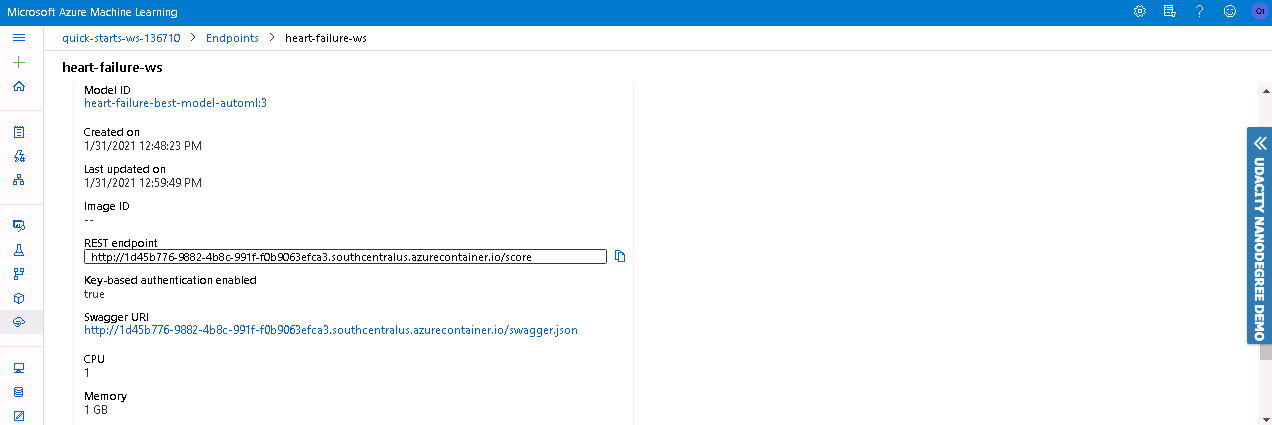 Microsoft Azure Machine Learning
O1
quick-starts-ws-136710 > Endpoints > heart-failure-ws
heart-failure-ws
Model ID
heart-failure-best-model-automl:3
Created on
1/31/2021 12:48:23 PM
Last updated on
1/31/2021 12:59:49 PM
Image ID
--
REST endpoint
http://1d45b776-9882-4b8c-991f-f0b9063efca3.southcentralus.azurecontainer.io/score
Key-based authentication enabled
true
Swagger URI
http://1d45b776-9882-4b8c-991f-f0b9063efca3.southcentralus.azurecontainer.io/swagger.json
CPU
1
Memory
1 GB
UDACITY NANODEGREE DEMO